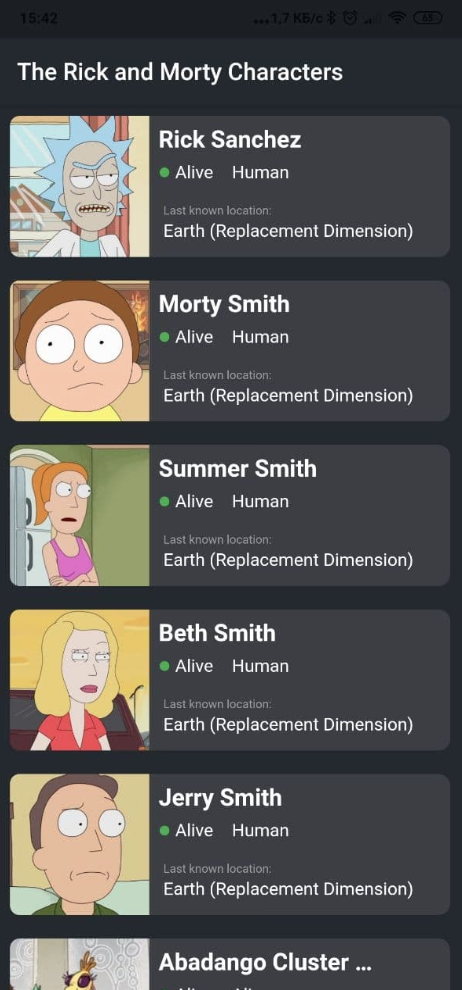 15:42 ...1,7 КБ/с 68
The Rick and Morty Characters
Rick Sanchez
Alive Human
Last known location:
Earth (Replacement Dimension)
Morty Smith
Alive Human
Last known location:
Earth (Replacement Dimension)
Summer Smith
Alive Human
Last known location:
Earth (Replacement Dimension)
Beth Smith
Alive Human
Last known location:
Earth (Replacement Dimension)
Jerry Smith
Alive Human
Last known location:
Earth (Replacement Dimension)
Abadango Cluster ...